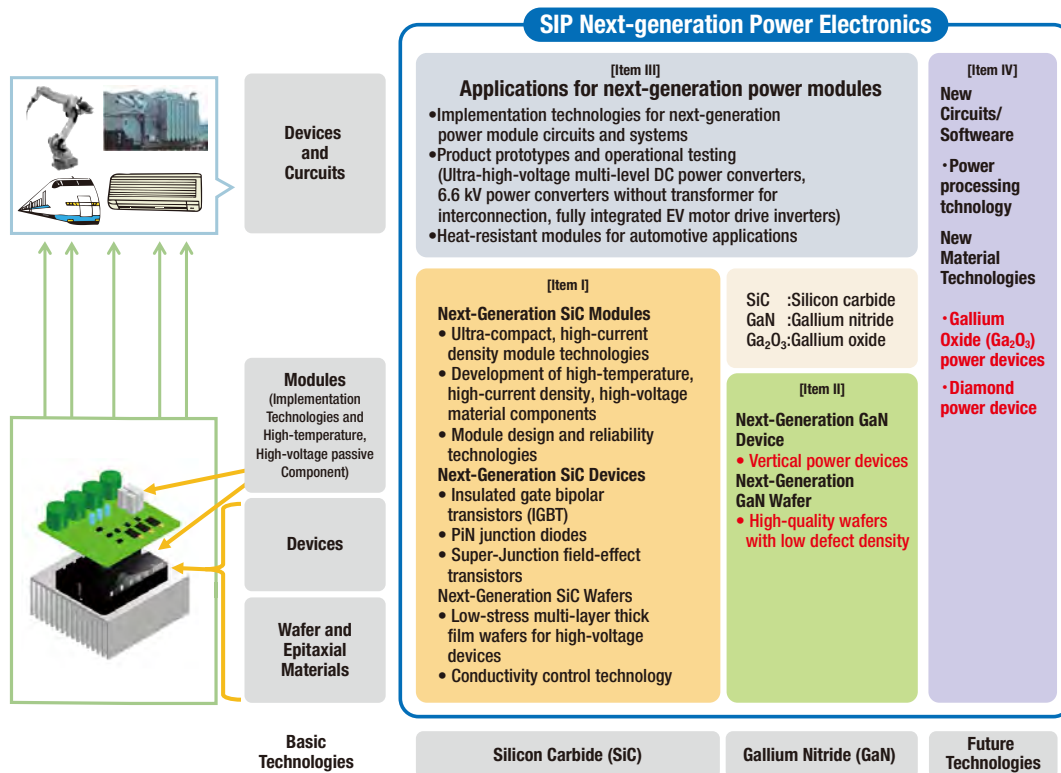 SIP Next-generation Power Electronics
Devices
and
Curcuits
Modules
(Implementation
Technologies and
High-temperature,
High-voltage passive
Component)
Devices
Wafer and
Epitaxial
Materials
Basic
Technologies
[Item III]
Applications for next-generation power modules
•Implementation technologies for next-generation
power module circuits and systems
•Product prototypes and operational testing
(Ultra-high-voltage multi-level DC power converters,
6.6 kV power converters without transformer for
interconnection, fully integrated EV motor drive inverters)
•Heat-resistant modules for automotive applications
[Item I]
Next-Generation SiC Modules
• Ultra-compact, high-current
density module technologies
• Development of high-temperature,
high-current density, high-voltage
material components
• Module design and reliability
technologies
Next-Generation SiC Devices
• Insulated gate bipolar
transistors (IGBT)
• PiN junction diodes
• Super-Junction field-effect
transistors
Next-Generation SiC Wafers
• Low-stress multi-layer thick
film wafers for high-voltage
devices
• Conductivity control technology
Silicon Carbide (SiC)
SiC :Silicon carbide
GaN :Gallium nitride
Ga₂O₃:Gallium oxide
[Item II]
Next-Generation GaN
Device
• Vertical power devices
Next-Generation
GaN Wafer
• High-quality wafers
with low defect density
Gallium Nitride (GaN)
[Item IV]
New
Circuits/
Softweare
・Power
processing
tchnology
New
Material
Technologies
・Gallium
Oxide (Ga₂O₃)
power devices
・Diamond
power device
Future
Technologies